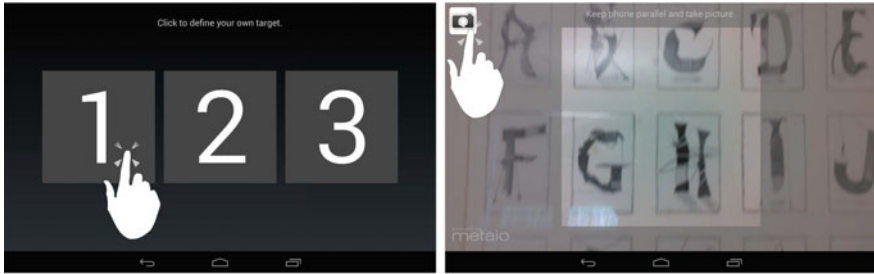 Click to define your own target.
1 2 3
Keep phone parallel and take picture
A B C D E
F G H I J
metaio